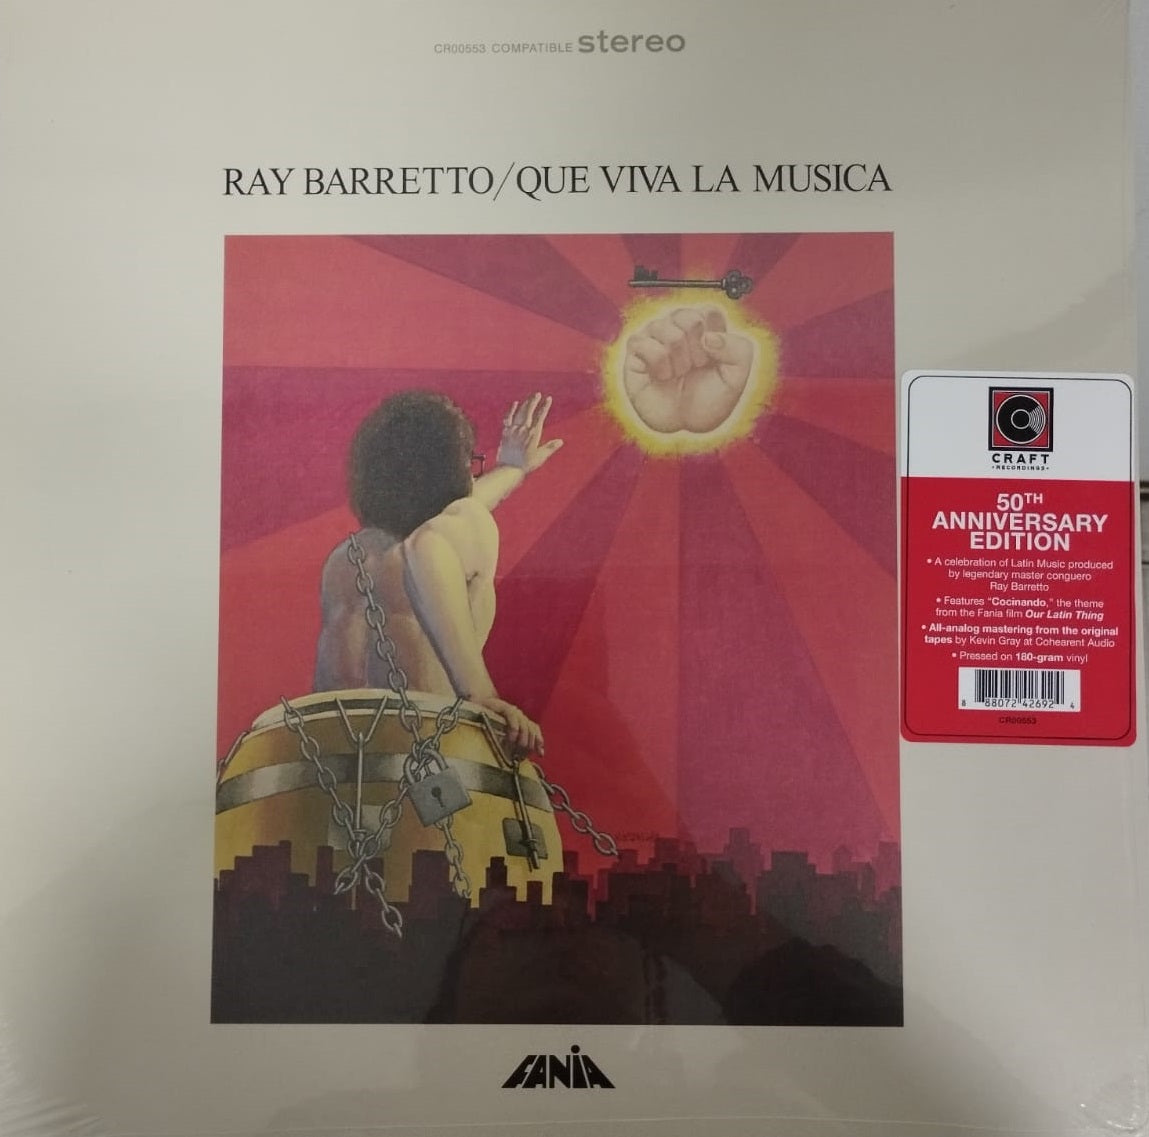 CR00553 COMPATIBLE stereo
RAY BARRETTO/QUE VIVA LA MUSICA
CRAFT
•RECORDINGS•
50TH
ANNIVERSARY
EDITION
• A celebration of Latin Music produced
by legendary master conguero
Ray Barretto
• Features "Cocinando," the theme
from the Fania film Our Latin Thing
• All-analog mastering from the original
tapes by Kevin Gray at Cohearent Audio
• Pressed on 180-gram vinyl
8 88072 42692 4
CR00553
FANIA